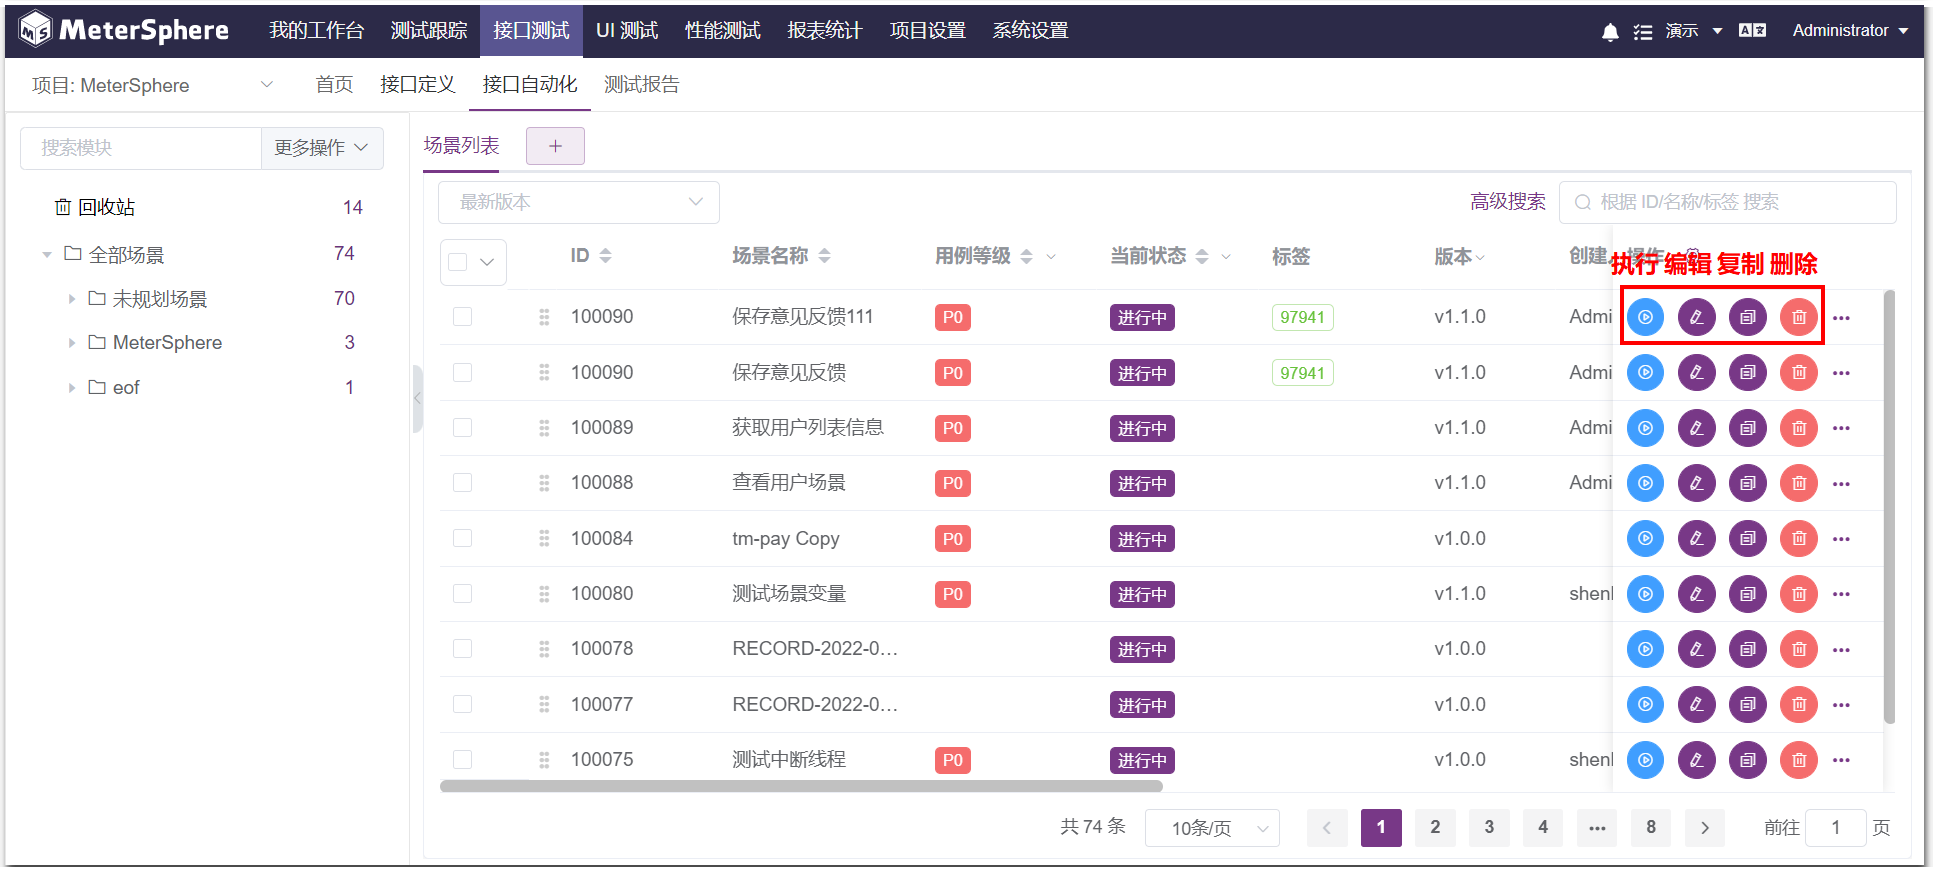 MeterSphere 我的工作台 测试跟踪 接口测试 UI 测试 性能测试 报表统计 项目设置 系统设置 演示 Administrator
项目: MeterSphere 首页 接口定义 接口自动化 测试报告
搜索模块 更多操作
回收站 14
全部场景 74
未规划场景 70
MeterSphere 3
eof 1
场景列表 +
最新版本 高级搜索 根据 ID/名称/标签 搜索
ID 场景名称 用例等级 当前状态 标签 版本 创建 操作
执行 编辑 复制 删除
100090 保存意见反馈111 P0 进行中 97941 v1.1.0 Admi
100090 保存意见反馈 P0 进行中 97941 v1.1.0 Admi
100089 获取用户列表信息 P0 进行中 v1.1.0 Admi
100088 查看用户场景 P0 进行中 v1.1.0 Admi
100084 tm-pay Copy P0 进行中 v1.0.0
100080 测试场景变量 P0 进行中 v1.1.0 shenl
100078 RECORD-2022-0... 进行中 v1.0.0
100077 RECORD-2022-0... 进行中 v1.0.0
100075 测试中断线程 P0 进行中 v1.0.0 shenl
共 74 条 10条/页 < 1 2 3 4 ... 8 > 前往 1 页